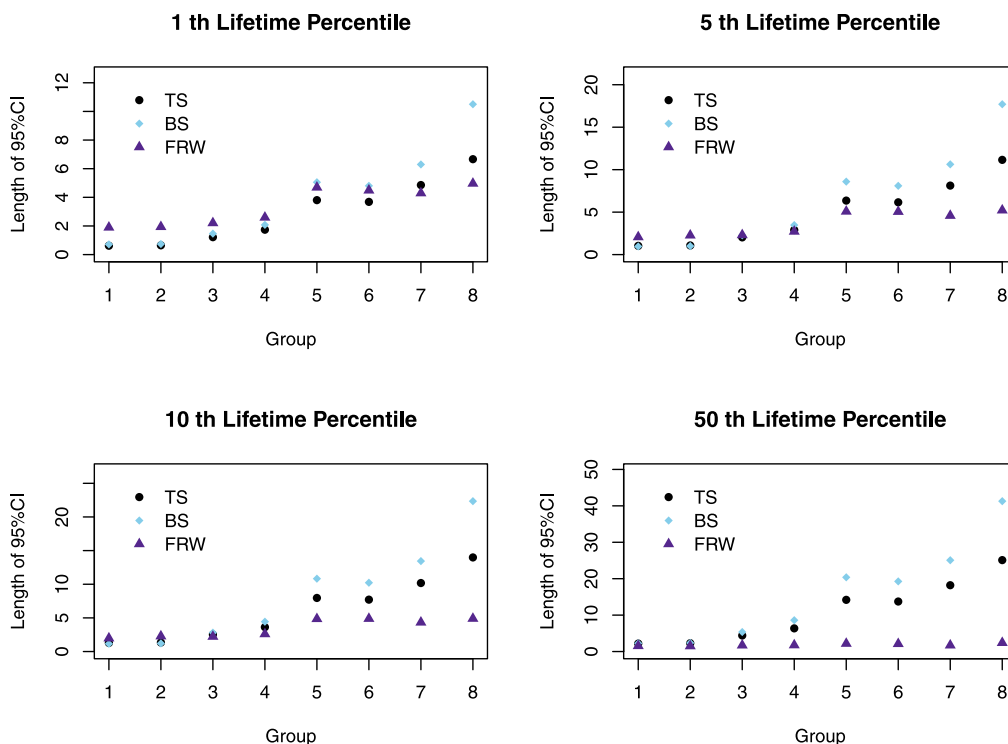 1 th Lifetime Percentile
Length of 95%CI
0 2 4 6 8 12
TS
BS
FRW
1 2 3 4 5 6 7 8
Group
5 th Lifetime Percentile
Length of 95%CI
0 5 10 15 20
TS
BS
FRW
1 2 3 4 5 6 7 8
Group
10 th Lifetime Percentile
Length of 95%CI
0 5 10 20
TS
BS
FRW
1 2 3 4 5 6 7 8
Group
50 th Lifetime Percentile
Length of 95%CI
0 10 20 30 40 50
TS
BS
FRW
1 2 3 4 5 6 7 8
Group